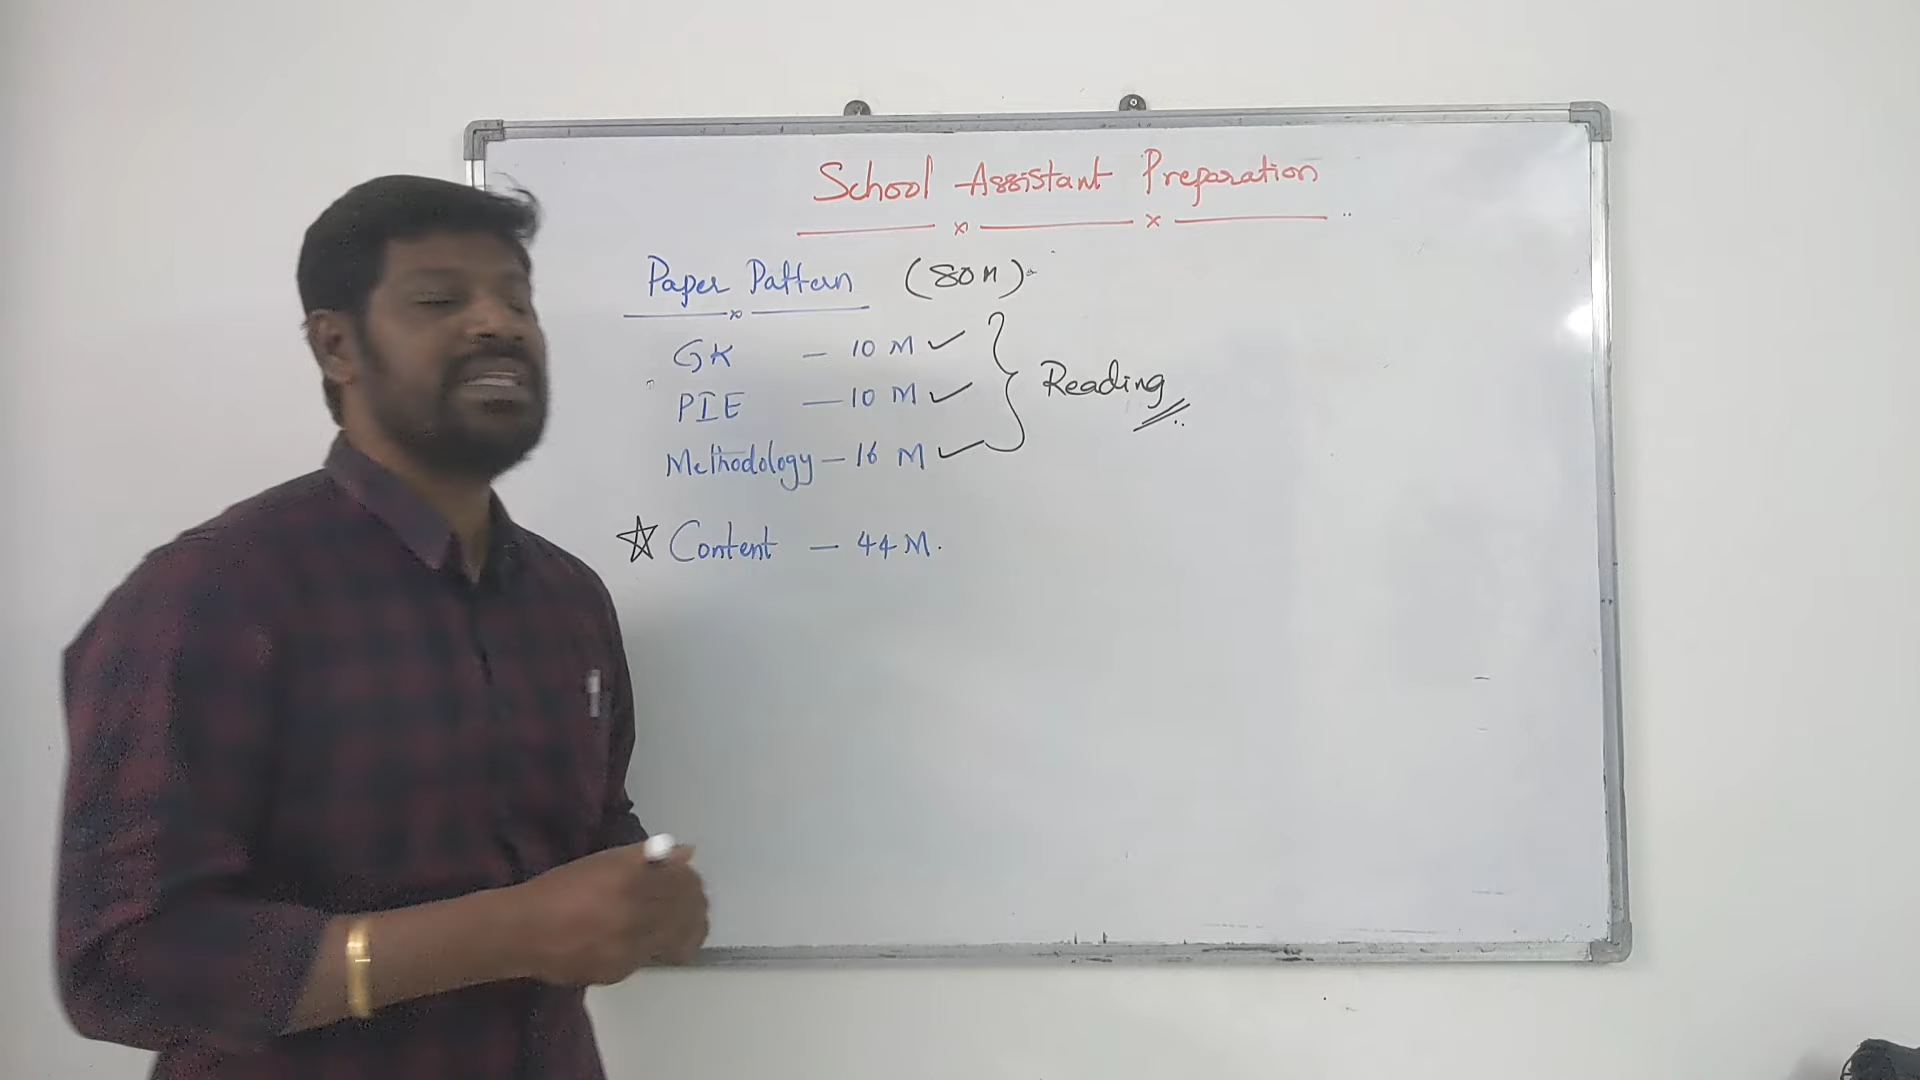 School Assistant Preparation
Paper Pattern (80M)
GK - 10 M ✓
PIE - 10 M ✓
Methodology - 16 M ✓
Reading
☆ Content - 44 M.